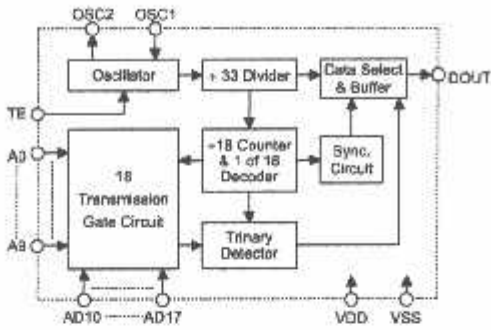 OSC2 OSC1
Oscillator
÷ 33 Divider
Data Select
& Buffer
DOUT
TE
A0
18
Transmission
Gate Circuit
÷18 Counter
& 1 of 18
Decoder
Sync.
Circuit
A9
Trinary
Detector
AD10 AD17
VDD VSS